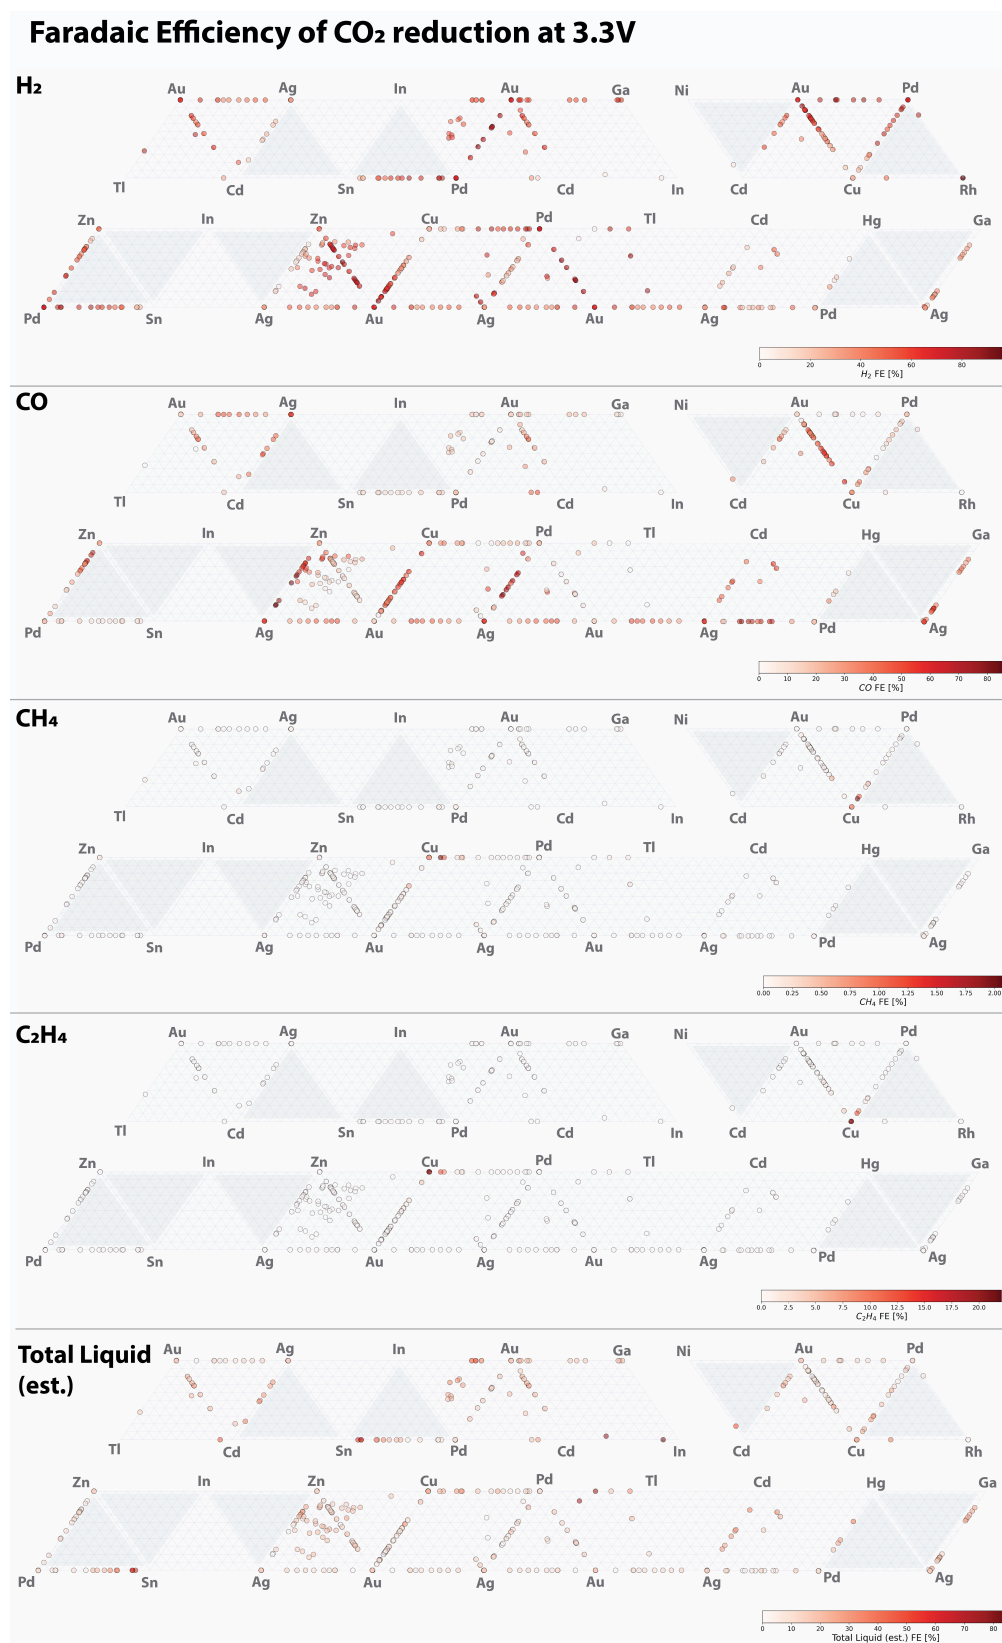 Faradaic Efficiency of CO₂ reduction at 3.3V
H₂
Au Ag In Au Ga Ni Au Pd
Tl Cd Sn Pd Cd In Cd Cu Rh
Zn In Zn Cu Pd Tl Cd Hg Ga
Pd Sn Ag Au Ag Au Ag Pd Ag
0 20 40 60 80
H₂ FE [%]
CO
Au Ag In Au Ga Ni Au Pd
Tl Cd Sn Pd Cd In Cd Cu Rh
Zn In Zn Cu Pd Tl Cd Hg Ga
Pd Sn Ag Au Ag Au Ag Pd Ag
0 10 20 30 40 50 60 70 80
CO FE [%]
CH₄
Au Ag In Au Ga Ni Au Pd
Tl Cd Sn Pd Cd In Cd Cu Rh
Zn In Zn Cu Pd Tl Cd Hg Ga
Pd Sn Ag Au Ag Au Ag Pd Ag
0.00 0.25 0.50 0.75 1.00 1.25 1.50 1.75 2.00
CH₄ FE [%]
C₂H₄
Au Ag In Au Ga Ni Au Pd
Tl Cd Sn Pd Cd In Cd Cu Rh
Zn In Zn Cu Pd Tl Cd Hg Ga
Pd Sn Ag Au Ag Au Ag Pd Ag
0.0 2.5 5.0 7.5 10.0 12.5 15.0 17.5 20.0
C₂H₄ FE [%]
Total Liquid
(est.)
Au Ag In Au Ga Ni Au Pd
Tl Cd Sn Pd Cd In Cd Cu Rh
Zn In Zn Cu Pd Tl Cd Hg Ga
Pd Sn Ag Au Ag Au Ag Pd Ag
0 10 20 30 40 50 60 70 80
Total Liquid (est.) FE [%]